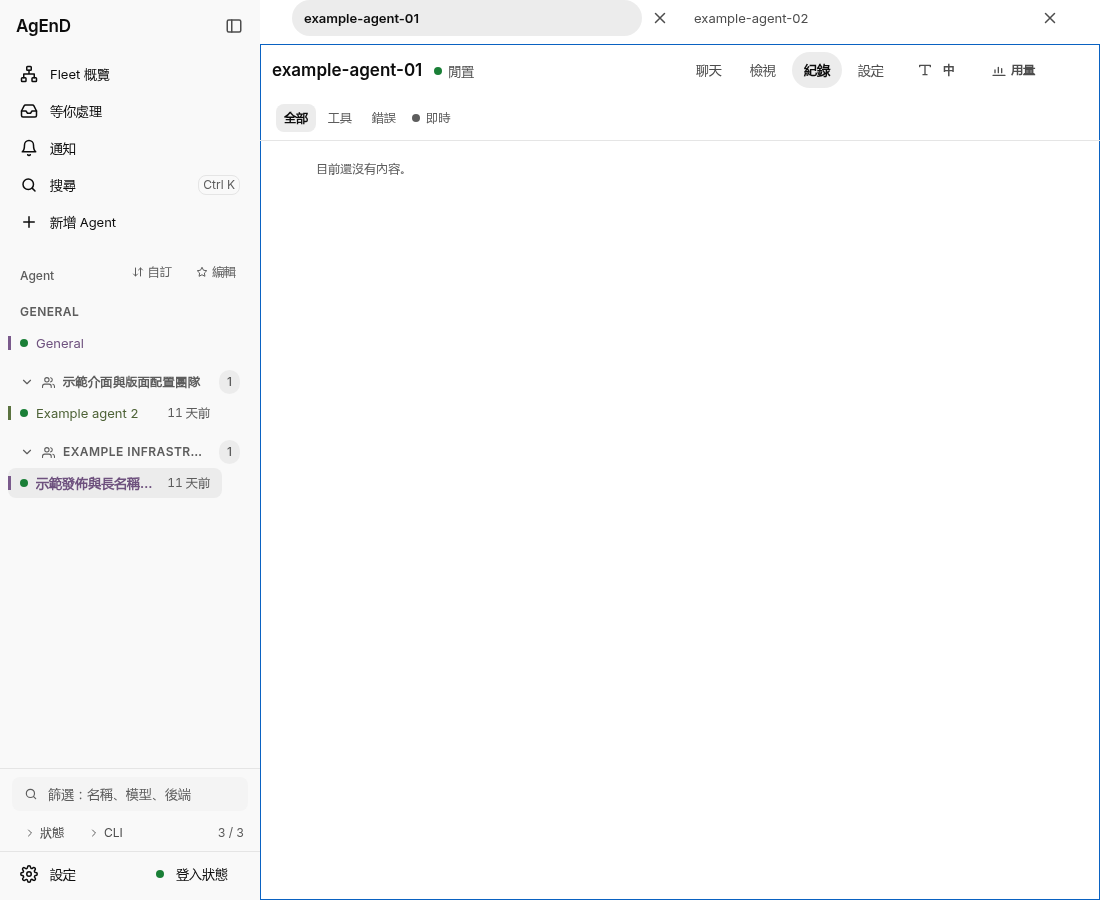 AgEnD
Fleet 概覽
等你處理
通知
搜尋 Ctrl K
新增 Agent
Agent 自訂 編輯
GENERAL
General
示範介面與版面配置團隊 1
Example agent 2 11 天前
EXAMPLE INFRASTR... 1
示範發佈與長名稱... 11 天前
篩選：名稱、模型、後端
狀態 CLI 3 / 3
設定 登入狀態
example-agent-01 example-agent-02
example-agent-01 閒置 聊天 檢視 紀錄 設定 中 用量
全部 工具 錯誤 即時
目前還沒有內容。